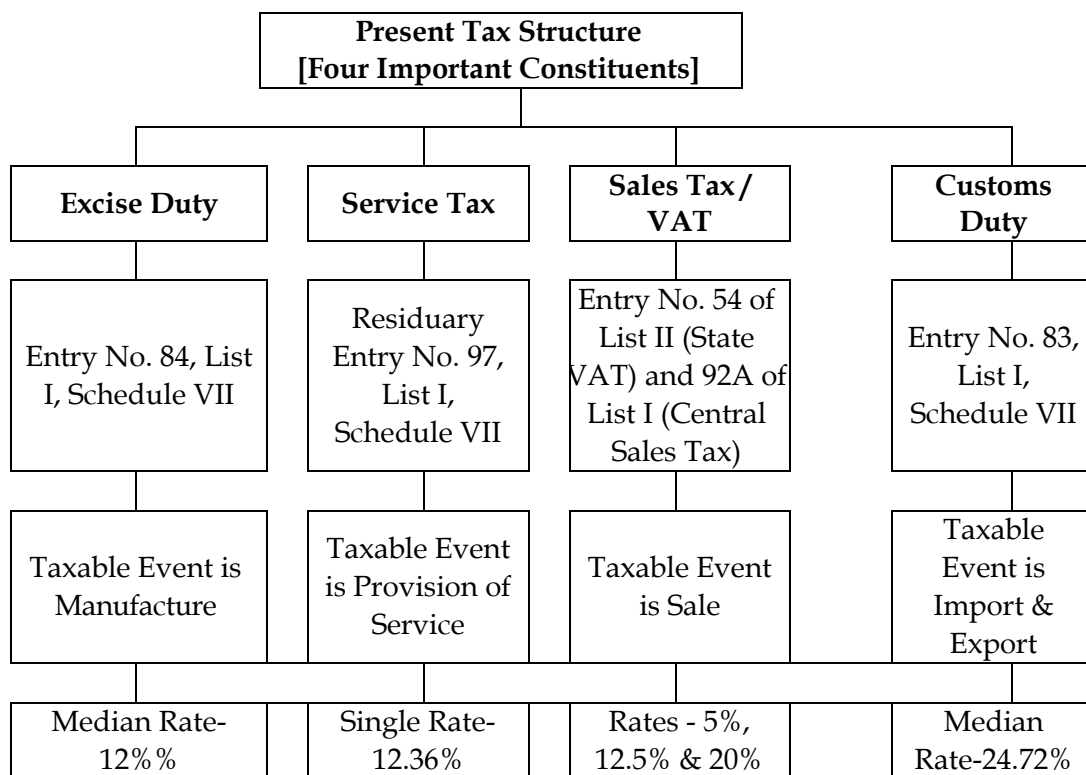 Present Tax Structure
[Four Important Constituents]
Excise Duty
Service Tax
Sales Tax/
VAT
Customs
Duty
Entry No. 84, List
I, Schedule VII
Residuary
Entry No. 97,
List I,
Schedule VII
Entry No. 54 of
List II (State
VAT) and 92A of
List I (Central
Sales Tax)
Entry No. 83,
List I,
Schedule VII
Taxable Event is
Manufacture
Taxable Event
is Provision of
Service
Taxable Event
is Sale
Taxable
Event is
Import &
Export
Median Rate-
12%%
Single Rate-
12.36%
Rates - 5%,
12.5% & 20%
Median
Rate-24.72%